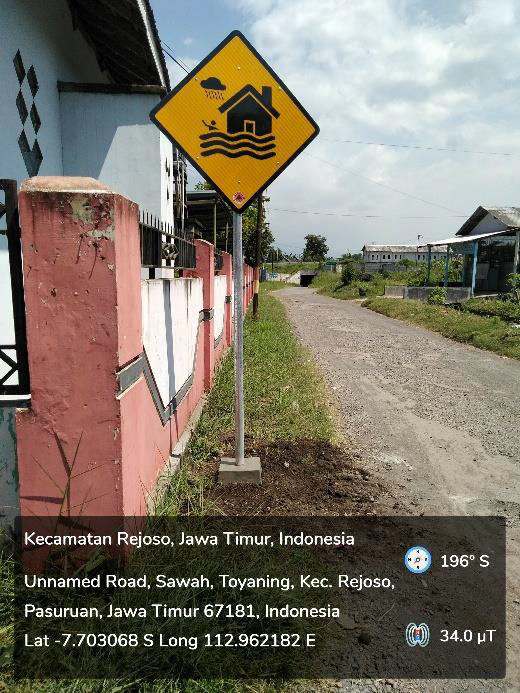 Kecamatan Rejoso, Jawa Timur, Indonesia
196° S
Unnamed Road, Sawah, Toyaning, Kec. Rejoso,
Pasuruan, Jawa Timur 67181, Indonesia
Lat -7.703068 S Long 112.962182 E
34.0 µT